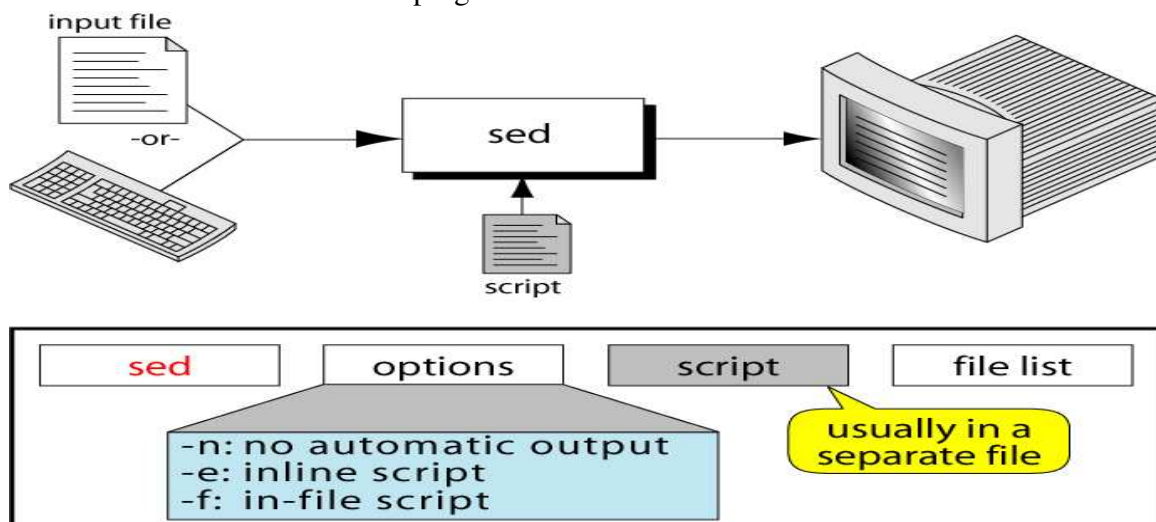 input file
-or-
sed
script
sed options script file list
usually in a
separate file
-n: no automatic output
-e: inline script
-f: in-file script